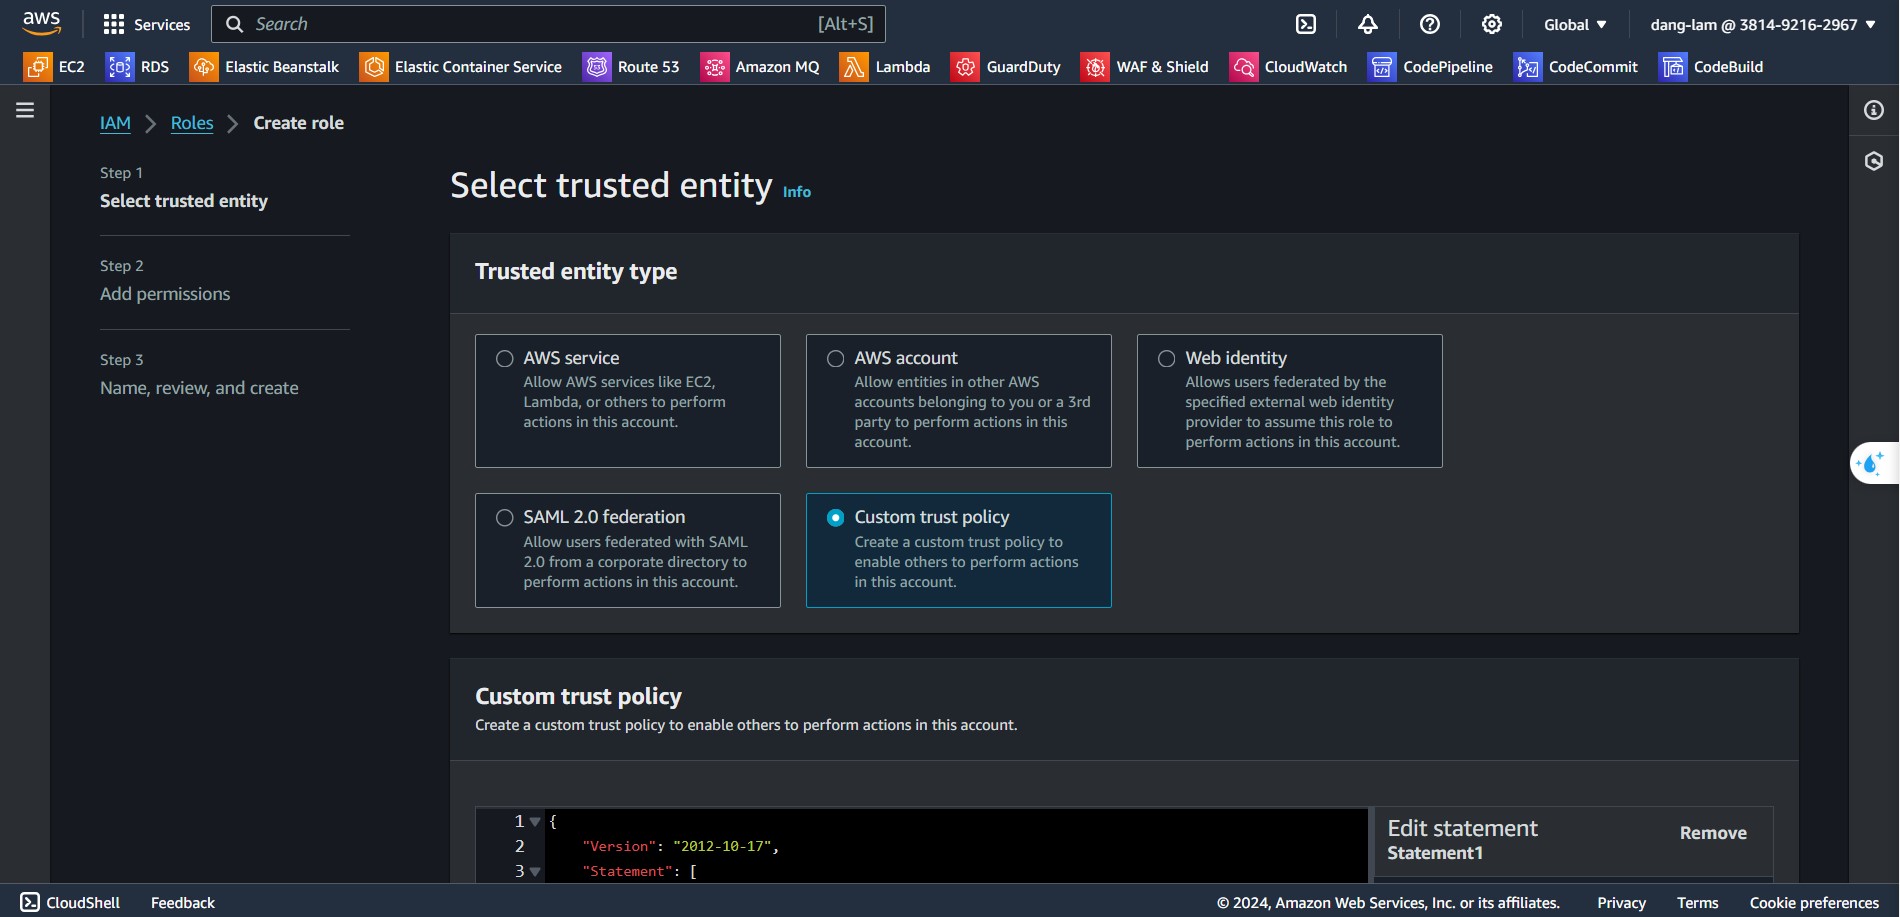 aws
Services
Search [Alt+S]
Global
dang-lam @ 3814-9216-2967
EC2
RDS
Elastic Beanstalk
Elastic Container Service
Route 53
Amazon MQ
Lambda
GuardDuty
WAF & Shield
CloudWatch
CodePipeline
CodeCommit
CodeBuild
IAM
Roles
Create role
Step 1
Select trusted entity
Step 2
Add permissions
Step 3
Name, review, and create
Select trusted entity Info
Trusted entity type
AWS service
Allow AWS services like EC2,
Lambda, or others to perform
actions in this account.
AWS account
Allow entities in other AWS
accounts belonging to you or a 3rd
party to perform actions in this
account.
Web identity
Allows users federated by the
specified external web identity
provider to assume this role to
perform actions in this account.
SAML 2.0 federation
Allow users federated with SAML
2.0 from a corporate directory to
perform actions in this account.
Custom trust policy
Create a custom trust policy to
enable others to perform actions
in this account.
Custom trust policy
Create a custom trust policy to enable others to perform actions in this account.
1 {
2 "Version": "2012-10-17",
3 "Statement": [
Edit statement
Statement1
Remove
CloudShell
Feedback
© 2024, Amazon Web Services, Inc. or its affiliates.
Privacy
Terms
Cookie preferences